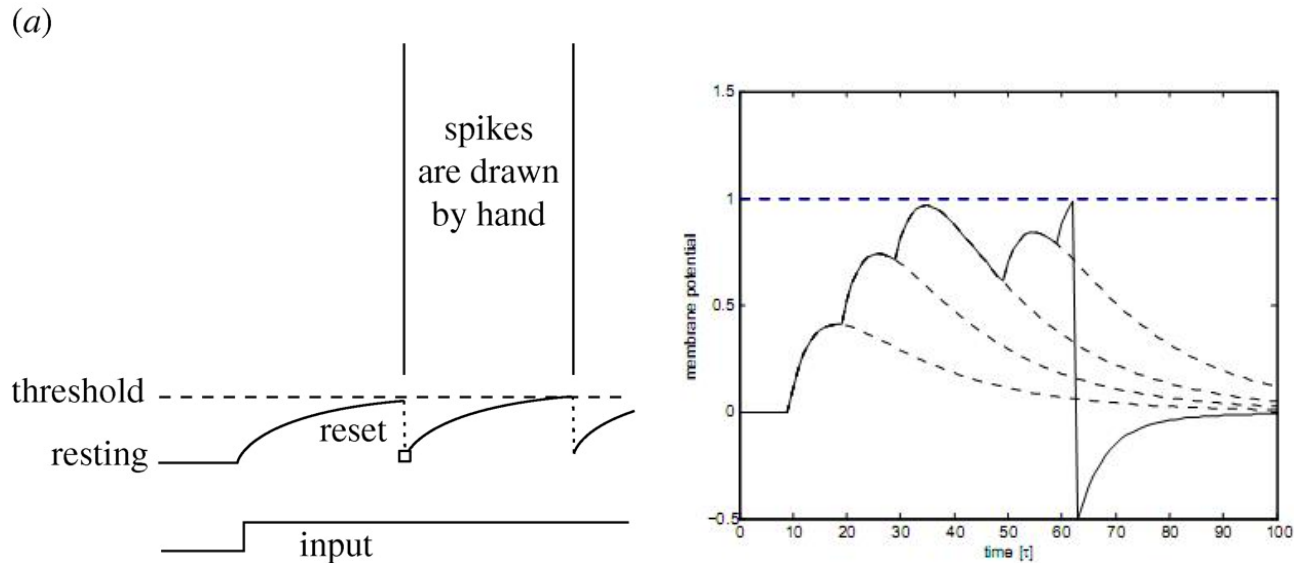 (a)
spikes
are drawn
by hand
threshold
reset
resting
input
1.5
1
0.5
0
-0.5
membrane potential
0 10 20 30 40 50 60 70 80 90 100
time [τ]